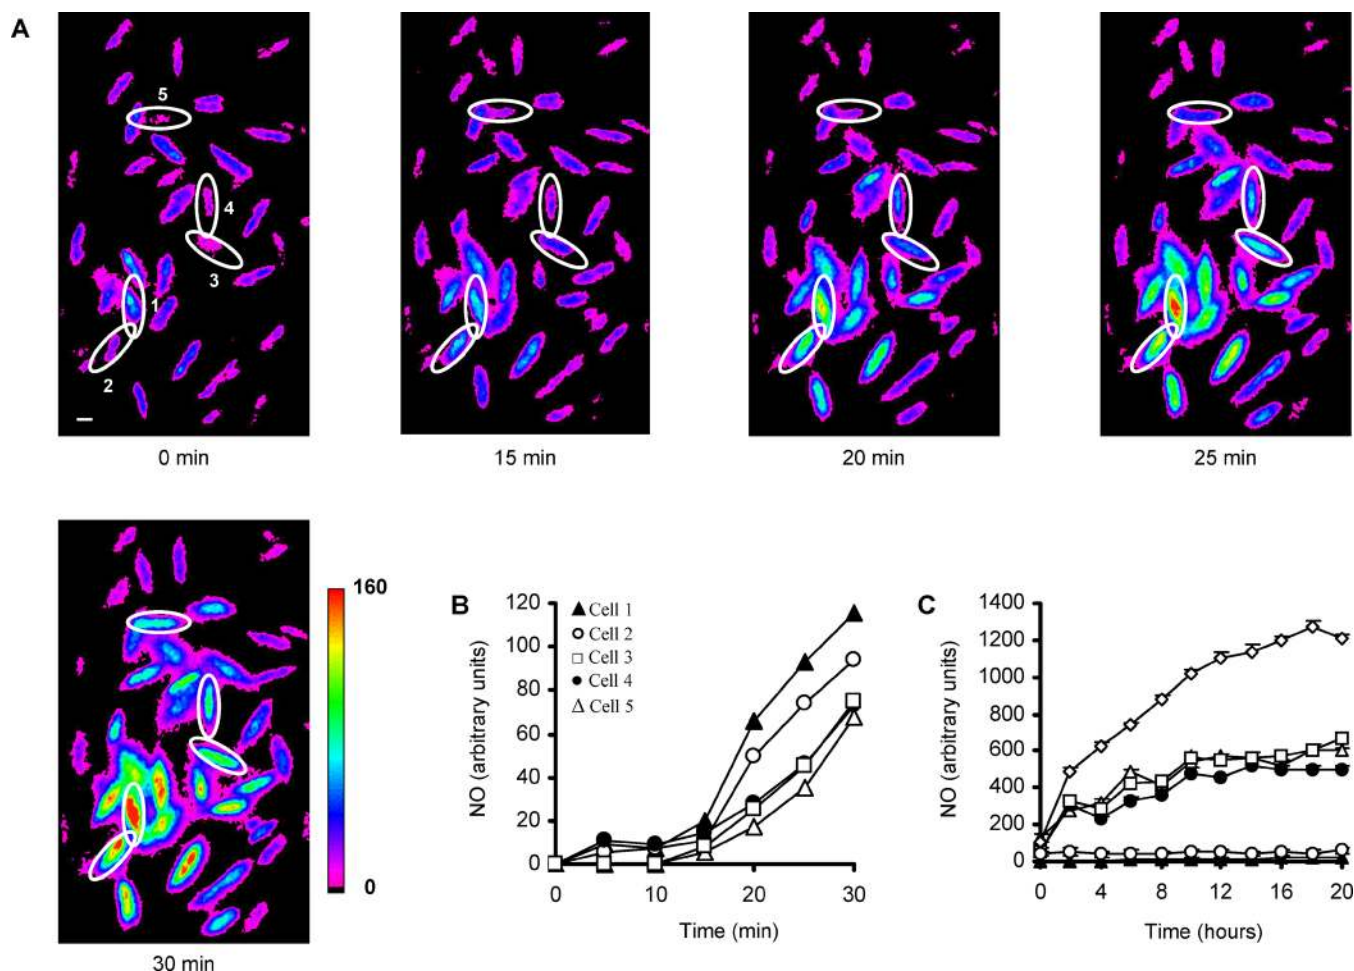 A
5
4
3
1
2
0 min
15 min
20 min
25 min
160
0
30 min
B
NO (arbitrary units)
120
100
80
60
40
20
0
Cell 1
Cell 2
Cell 3
Cell 4
Cell 5
0
10
20
30
Time (min)
C
NO (arbitrary units)
1400
1200
1000
800
600
400
200
0
0
4
8
12
16
20
Time (hours)